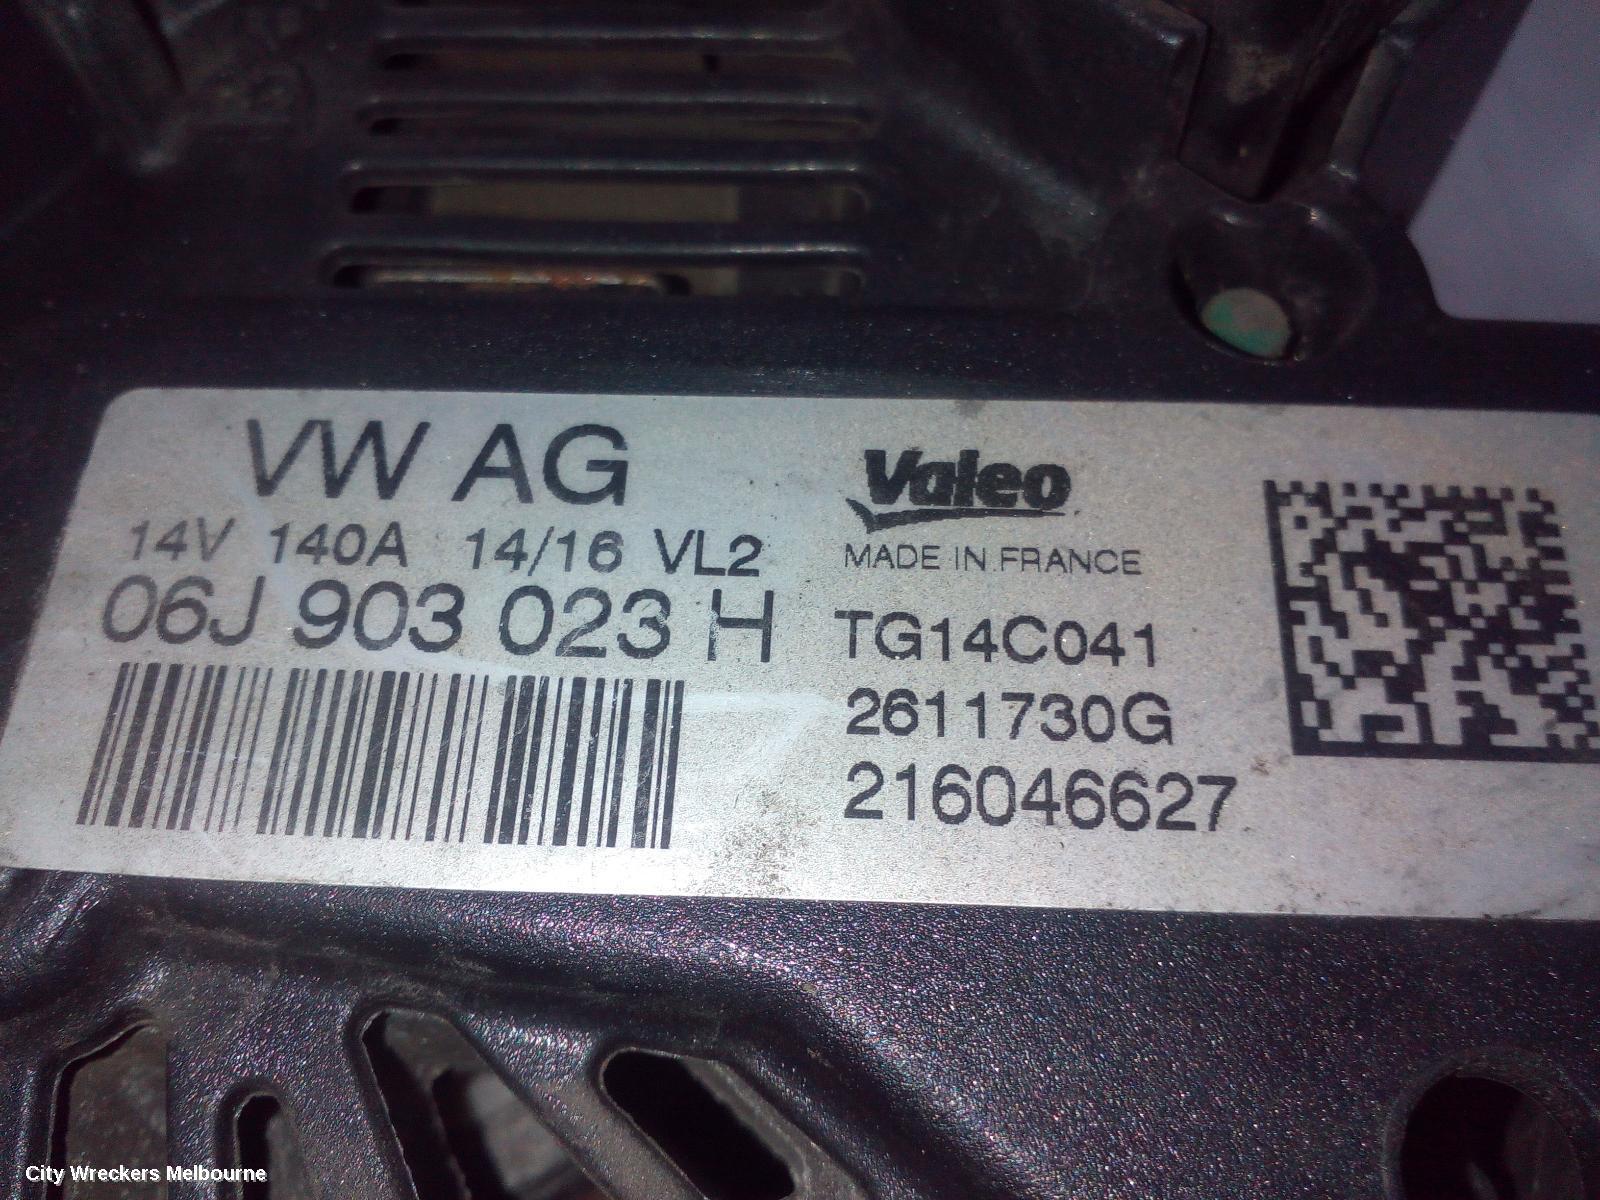 VW AG
14V 140A 14/16 VL2
06J 903 023 H
Valeo
MADE IN FRANCE
TG14C041
2611730G
216046627
City Wreckers Melbourne